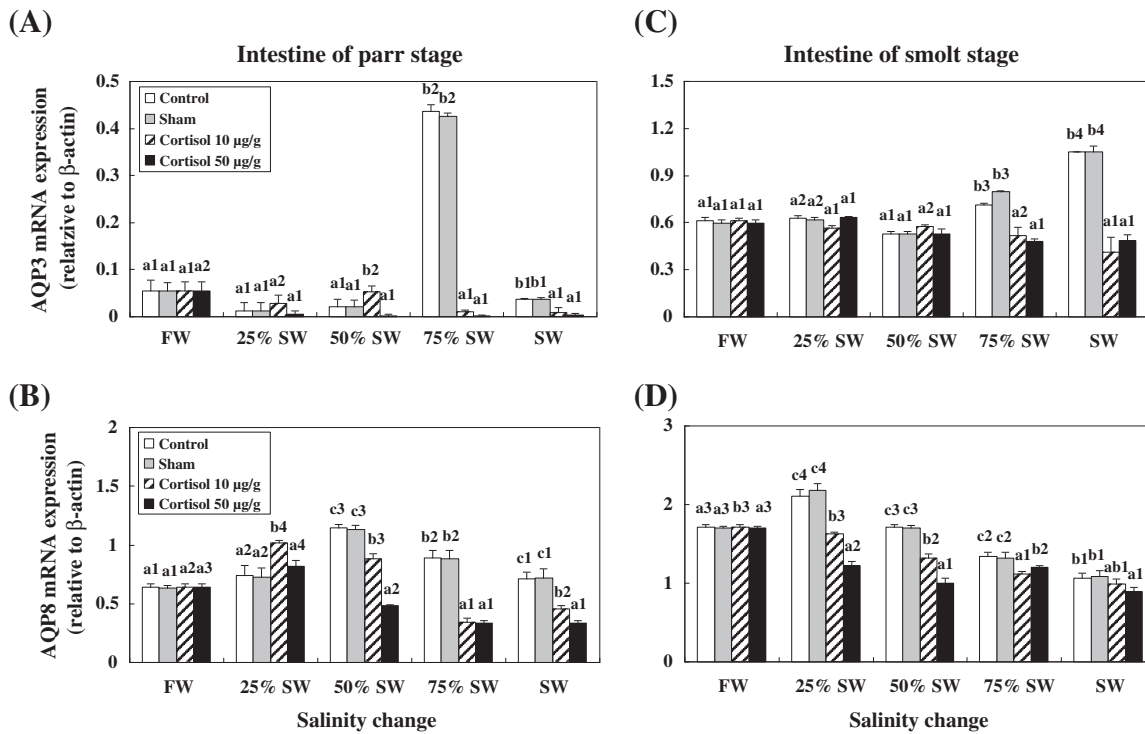 (A)
Intestine of parr stage
AQP3 mRNA expression
(relatzive to β-actin)
0.5
0.4
0.3
0.2
0.1
0
Control
Sham
Cortisol 10 µg/g
Cortisol 50 µg/g
a1 a1 a1 a2
a1 a1 a2 a1
a1 a1 b2 a1
b2 b2 a1 a1
b1 b1 a1 a1
FW 25% SW 50% SW 75% SW SW
(C)
Intestine of smolt stage
1.5
1.2
0.9
0.6
0.3
0
a1 a1 a1 a1
a2 a2 a1 a1
a1 a1 a2 a1
b3 b3 a2 a1
b4 b4 a1 a1
FW 25% SW 50% SW 75% SW SW
(B)
AQP8 mRNA expression
(relative to β-actin)
2
1.5
1
0.5
0
Control
Sham
Cortisol 10 µg/g
Cortisol 50 µg/g
a1 a1 a2 a3
a2 a2 b4 a4
c3 c3 b3 a2
b2 b2 a1 a1
c1 c1 b2 a1
FW 25% SW 50% SW 75% SW SW
Salinity change
(D)
3
2
1
0
a3 a3 b3 a3
c4 c4 b3 a2
c3 c3 b2 a1
c2 c2 a1 b2
b1 b1 ab1 a1
FW 25% SW 50% SW 75% SW SW
Salinity change